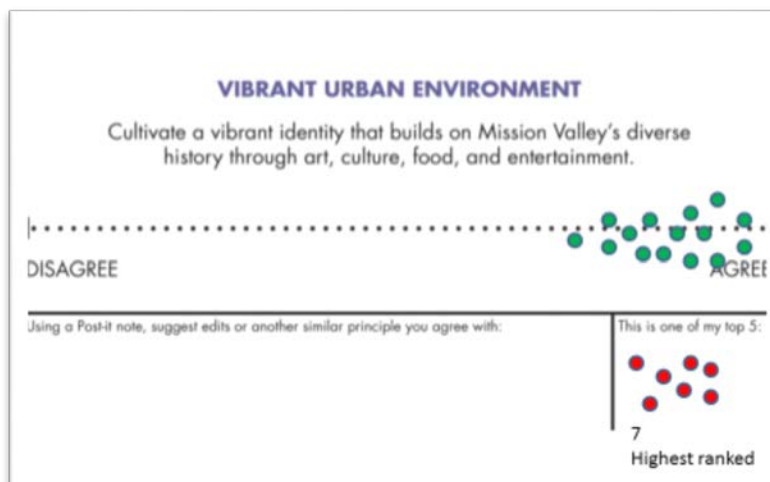 VIBRANT URBAN ENVIRONMENT
Cultivate a vibrant identity that builds on Mission Valley's diverse
history through art, culture, food, and entertainment.
DISAGREE
AGREE
Using a Post-it note, suggest edits or another similar principle you agree with:
This is one of my top 5:
7
Highest ranked